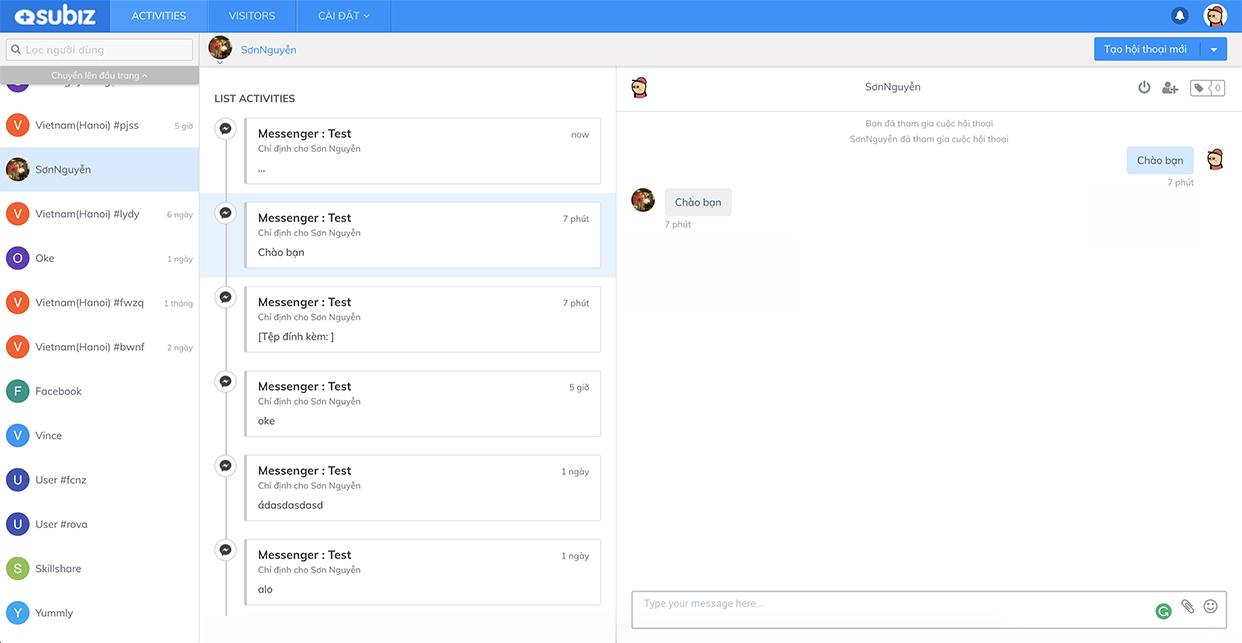 subiz
ACTIVITIES
VISITORS
CÀI ĐẶT
Lọc người dùng
SơnNguyễn
Tạo hội thoại mới
Chuyển lên đầu trang
V
Vietnam(Hanoi) #pjss
5 giờ
SơnNguyễn
V
Vietnam(Hanoi) #lydy
6 ngày
O
Oke
1 ngày
V
Vietnam(Hanoi) #fwzq
1 tháng
V
Vietnam(Hanoi) #bwnf
2 ngày
F
Facebook
V
Vince
U
User #fcnz
U
User #rova
S
Skillshare
Y
Yummly
LIST ACTIVITIES
Messenger : Test
now
Chỉ định cho Sơn Nguyễn
...
Messenger : Test
7 phút
Chỉ định cho Sơn Nguyễn
Chào bạn
Messenger : Test
7 phút
Chỉ định cho Sơn Nguyễn
[Tệp đính kèm: ]
Messenger : Test
5 giờ
Chỉ định cho Sơn Nguyễn
oke
Messenger : Test
1 ngày
Chỉ định cho Sơn Nguyễn
ádasdasdasd
Messenger : Test
1 ngày
Chỉ định cho Sơn Nguyễn
alo
SơnNguyễn
0
Bạn đã tham gia cuộc hội thoại
SơnNguyễn đã tham gia cuộc hội thoại
Chào bạn
7 phút
Chào bạn
7 phút
Type your message here...